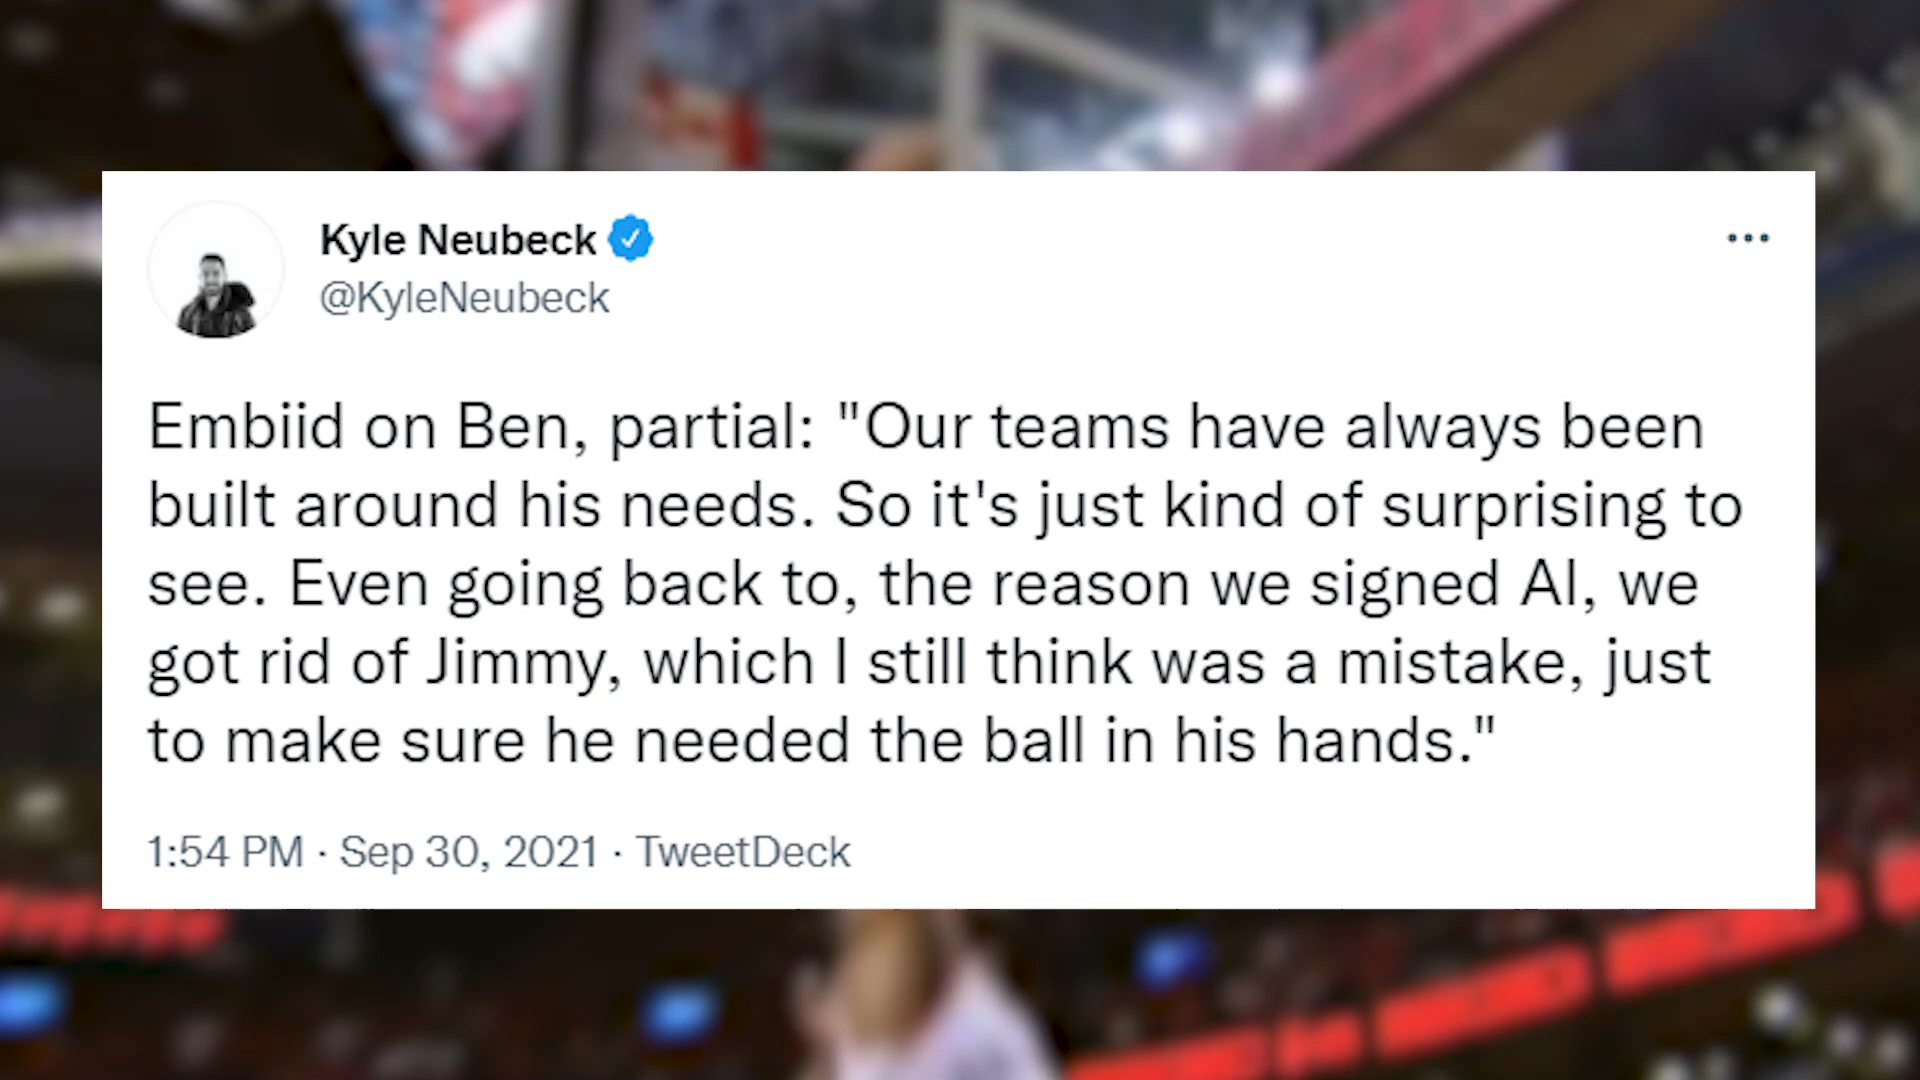 Kyle Neubeck
@KyleNeubeck
Embiid on Ben, partial: "Our teams have always been
built around his needs. So it's just kind of surprising to
see. Even going back to, the reason we signed Al, we
got rid of Jimmy, which I still think was a mistake, just
to make sure he needed the ball in his hands."
1:54 PM · Sep 30, 2021 · TweetDeck